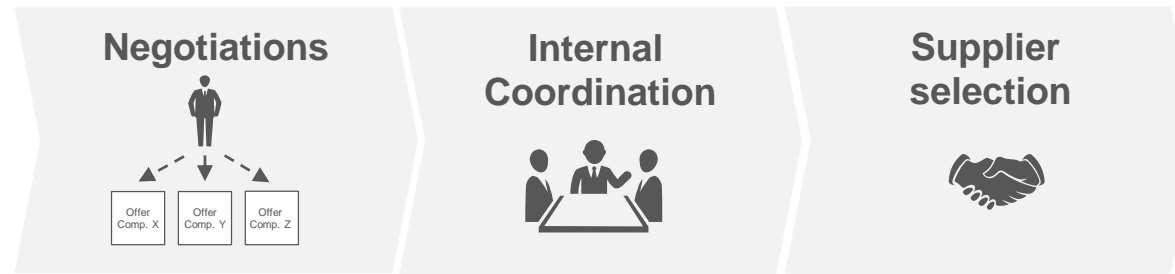 Negotiations
Offer
Comp. X
Offer
Comp. Y
Offer
Comp. Z
Internal
Coordination
Supplier
selection